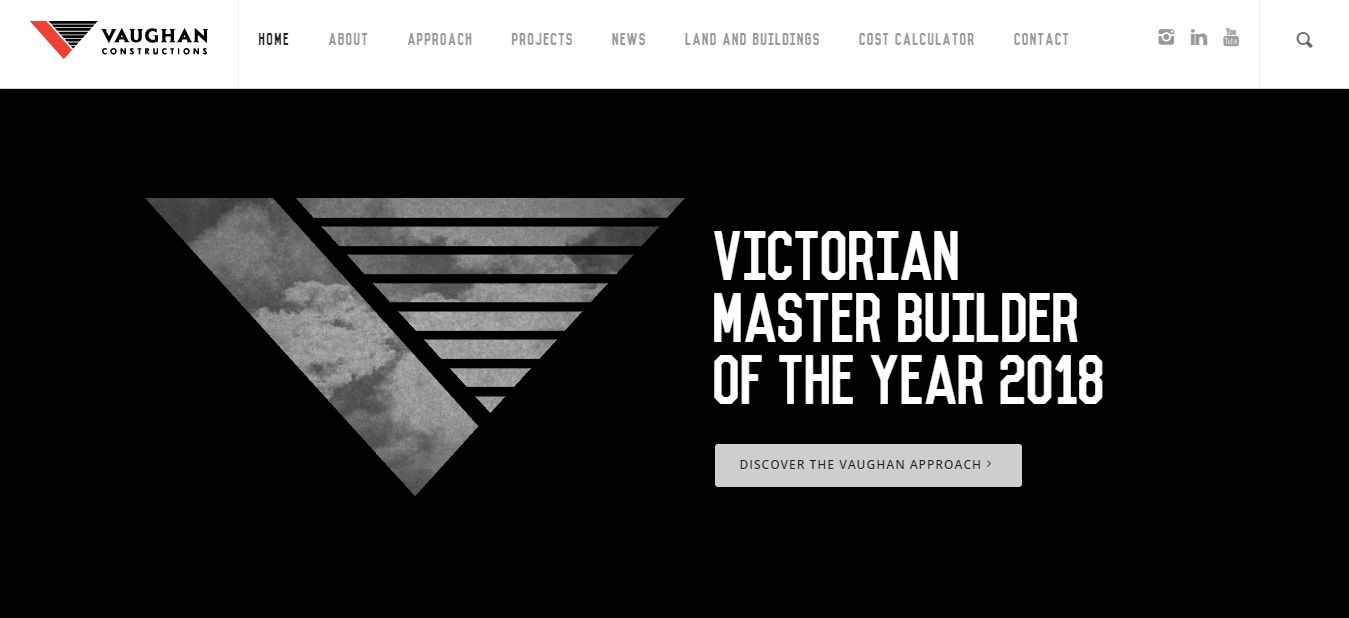 VAUGHAN
CONSTRUCTIONS
HOME ABOUT APPROACH PROJECTS NEWS LAND AND BUILDINGS COST CALCULATOR CONTACT
You
Tube
VICTORIAN
MASTER BUILDER
OF THE YEAR 2018
DISCOVER THE VAUGHAN APPROACH >